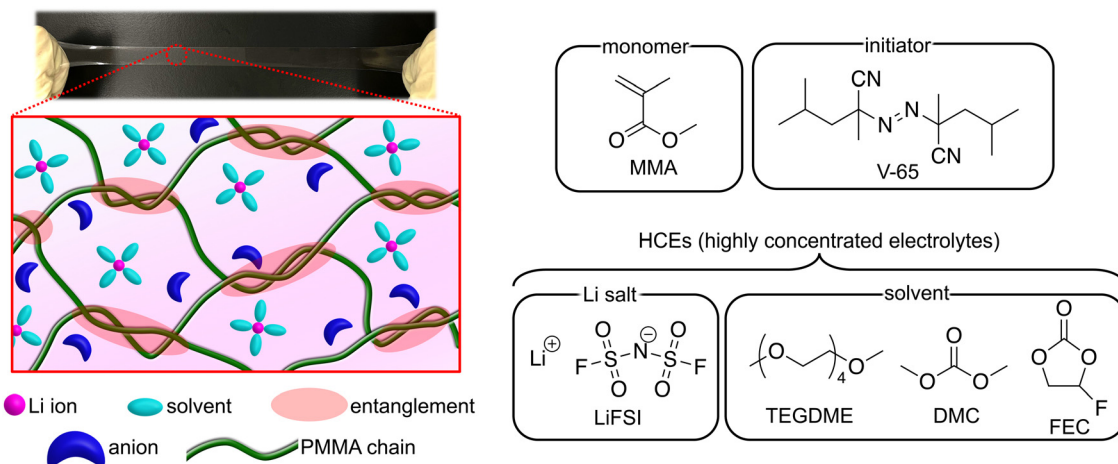 Li ion
solvent
entanglement
anion
PMMA chain
monomer
O
O
MMA
initiator
CN
N
N
CN
V-65
HCEs (highly concentrated electrolytes)
Li salt
Li⊕
O
O
⊖
F
S
N
S
F
O
O
LiFSI
solvent
O
O
4
TEGDME
O
O
O
DMC
O
O
O
F
FEC